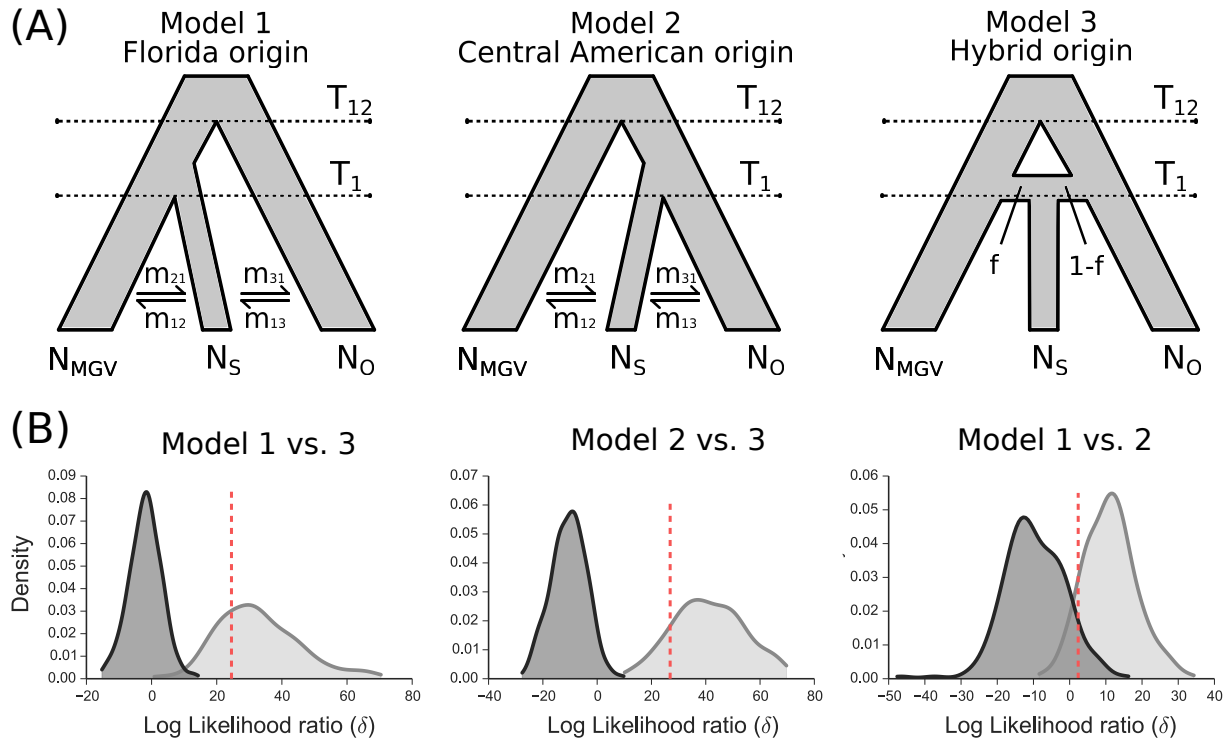 (A)
Model 1
Florida origin
T12
T1
m21
m12
m31
m13
NMGV NS NO
Model 2
Central American origin
T12
T1
m21
m12
m31
m13
NMGV NS NO
Model 3
Hybrid origin
T12
T1
f 1-f
NMGV NS NO
(B)
Model 1 vs. 3
Density
0.09
0.08
0.07
0.06
0.05
0.04
0.03
0.02
0.01
0.00
−20 0 20 40 60 80
Log Likelihood ratio (δ)
Model 2 vs. 3
0.07
0.06
0.05
0.04
0.03
0.02
0.01
0.00
−40 −20 0 20 40 60 80
Log Likelihood ratio (δ)
Model 1 vs. 2
0.06
0.05
0.04
0.03
0.02
0.01
0.00
−50 −40 −30 −20 −10 0 10 20 30 40
Log Likelihood ratio (δ)